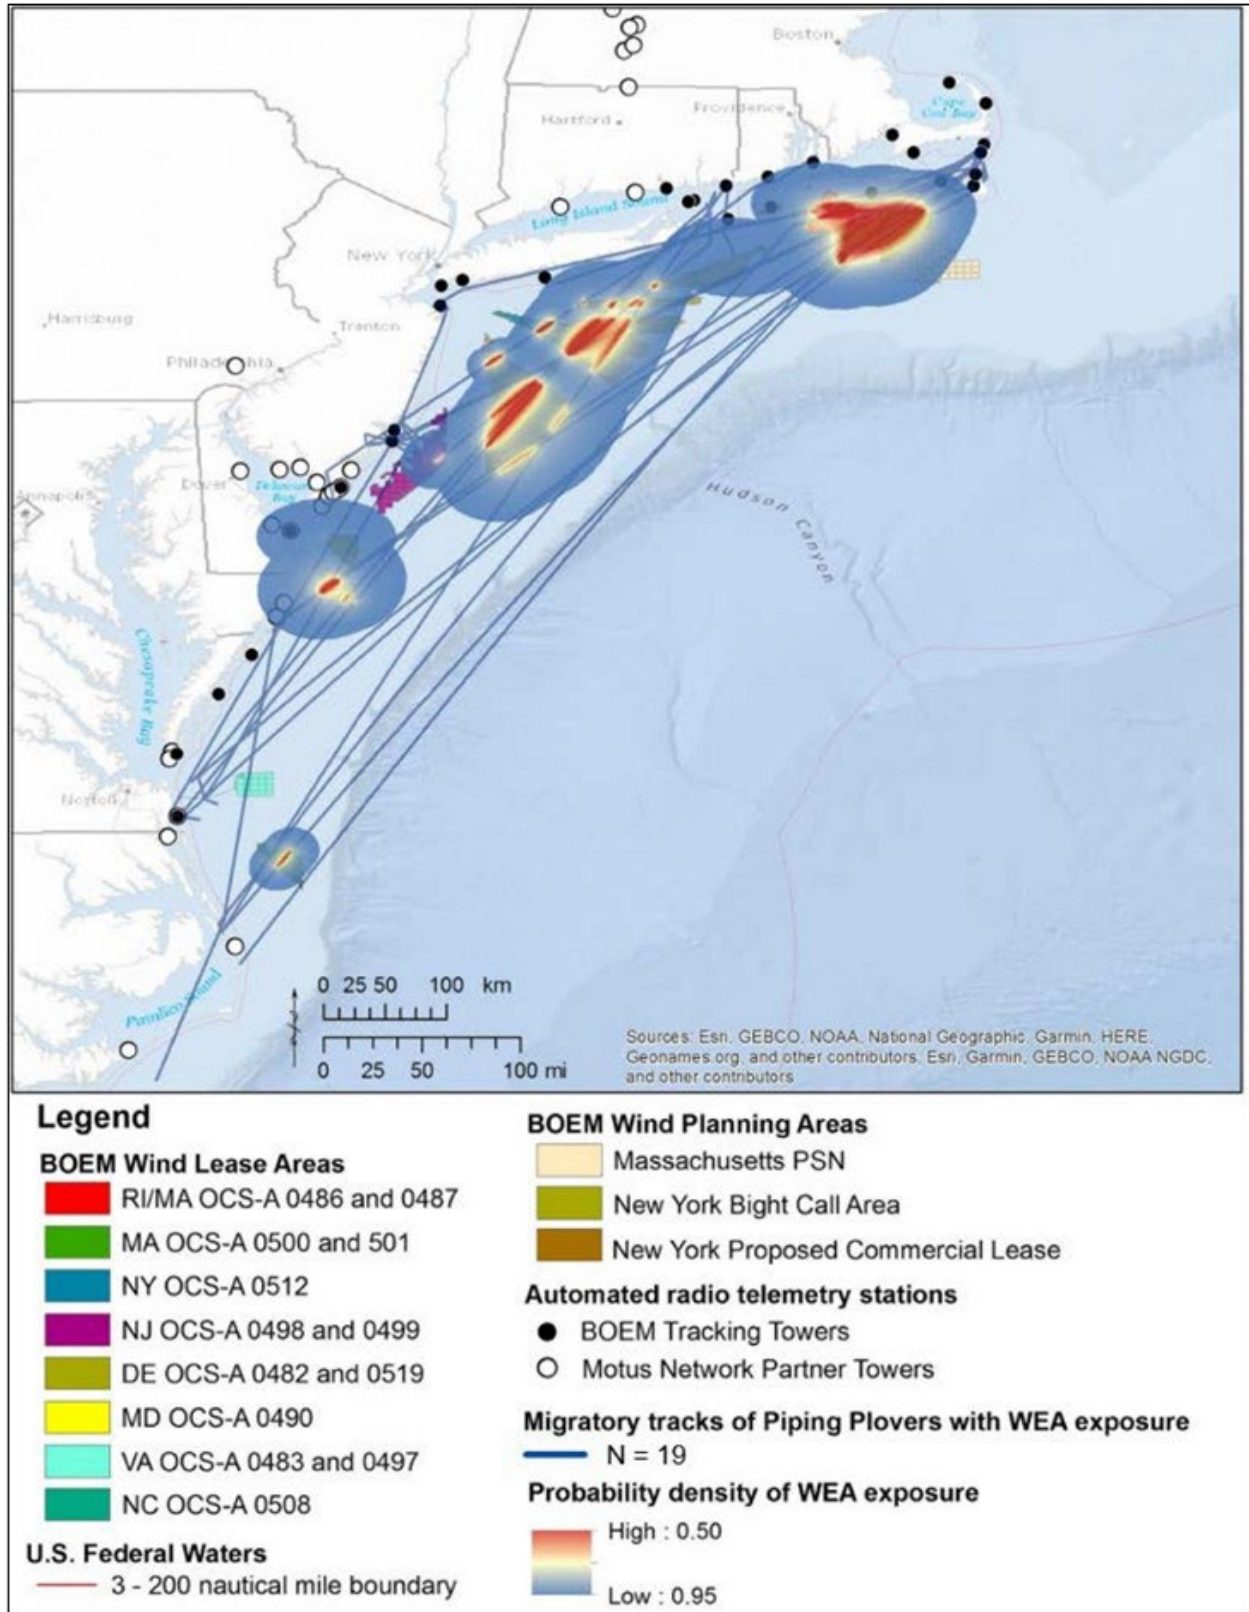 Boston
Cape
Cod Bay
Hartford
Providence
Long Island Sound
New York
Harrisburg
Trenton
Philadelphia
Hudson Canyon
Dover
Delaware
Bay
Annapolis
Chesapeake Bay
Norfolk
Pamlico Sound
0 25 50 100 km
0 25 50 100 mi
Sources: Esri, GEBCO, NOAA, National Geographic, Garmin, HERE,
Geonames.org, and other contributors, Esri, Garmin, GEBCO, NOAA NGDC,
and other contributors
Legend
BOEM Wind Lease Areas
RI/MA OCS-A 0486 and 0487
MA OCS-A 0500 and 501
NY OCS-A 0512
NJ OCS-A 0498 and 0499
DE OCS-A 0482 and 0519
MD OCS-A 0490
VA OCS-A 0483 and 0497
NC OCS-A 0508
U.S. Federal Waters
3 - 200 nautical mile boundary
BOEM Wind Planning Areas
Massachusetts PSN
New York Bight Call Area
New York Proposed Commercial Lease
Automated radio telemetry stations
BOEM Tracking Towers
Motus Network Partner Towers
Migratory tracks of Piping Plovers with WEA exposure
N = 19
Probability density of WEA exposure
High : 0.50
Low : 0.95